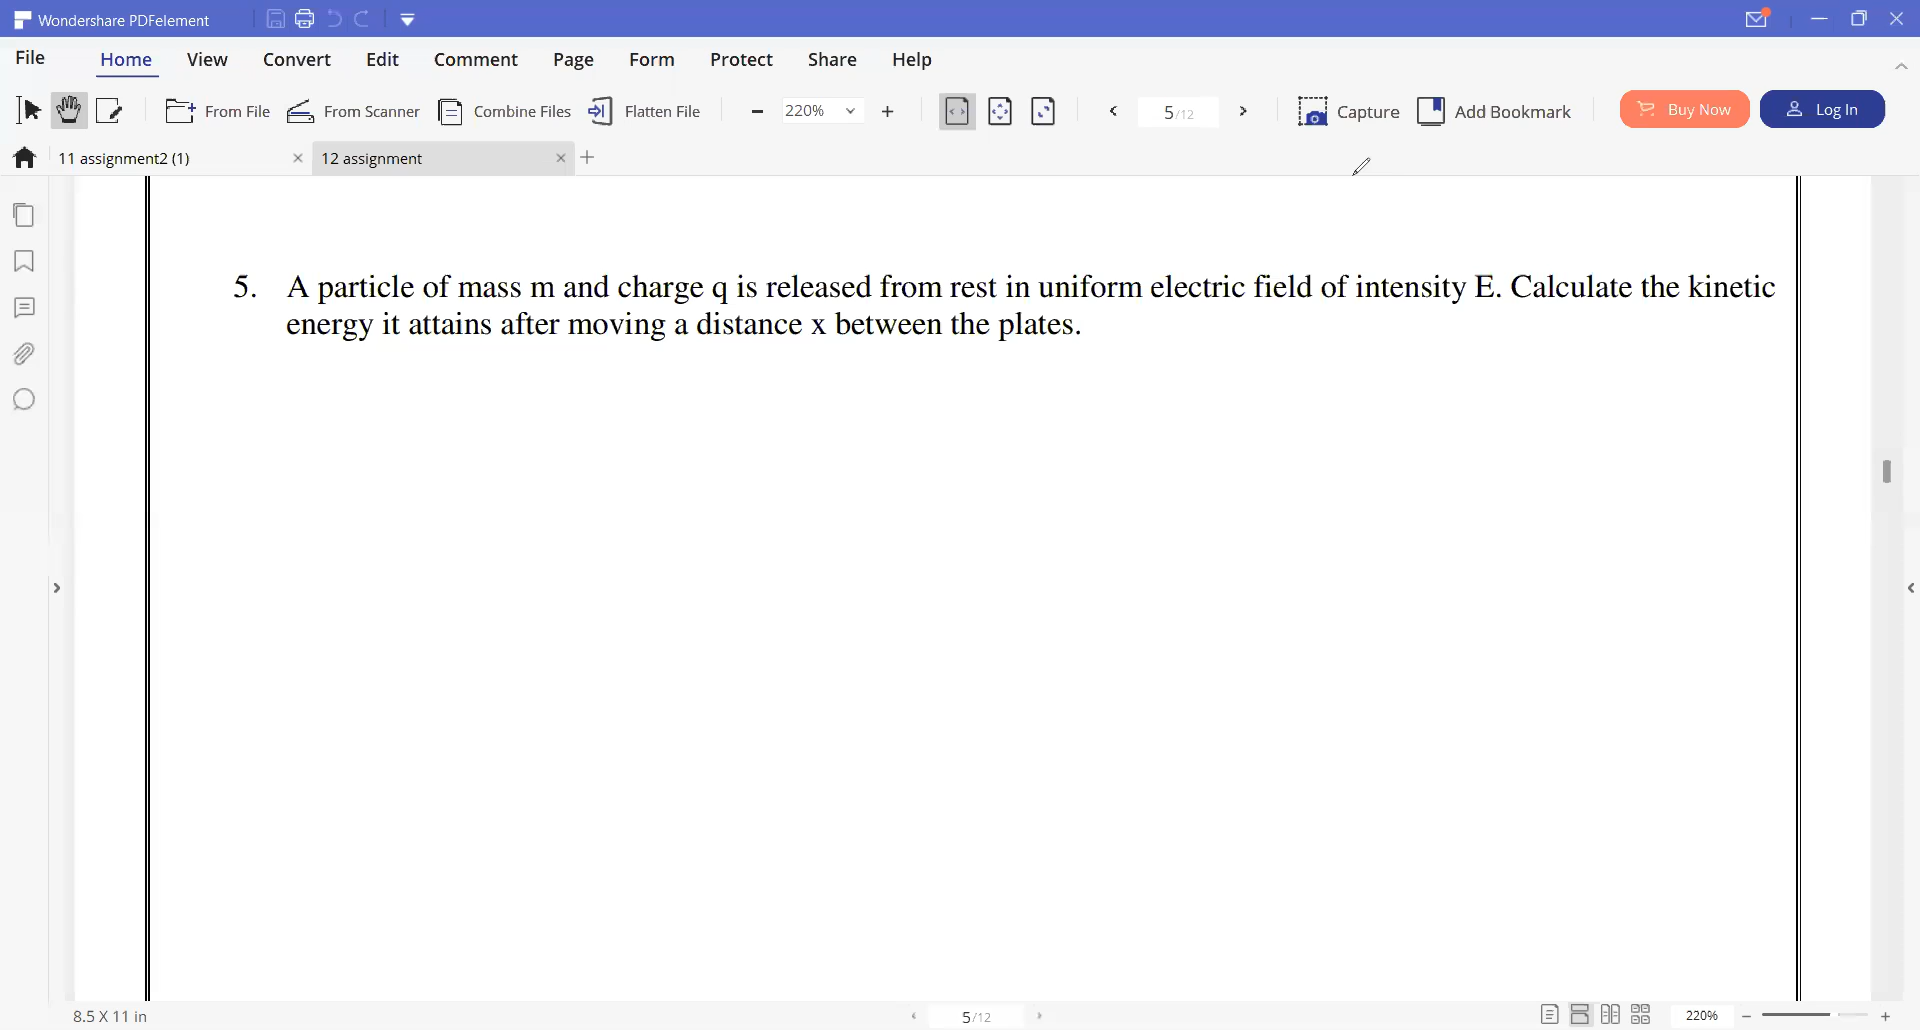 Wondershare PDFelement
File Home View Convert Edit Comment Page Form Protect Share Help
From File From Scanner Combine Files Flatten File 220% 5/12 Capture Add Bookmark Buy Now Log In
11 assignment2 (1) 12 assignment
5. A particle of mass m and charge q is released from rest in uniform electric field of intensity E. Calculate the kinetic
energy it attains after moving a distance x between the plates.
8.5 X 11 in 5/12 220%